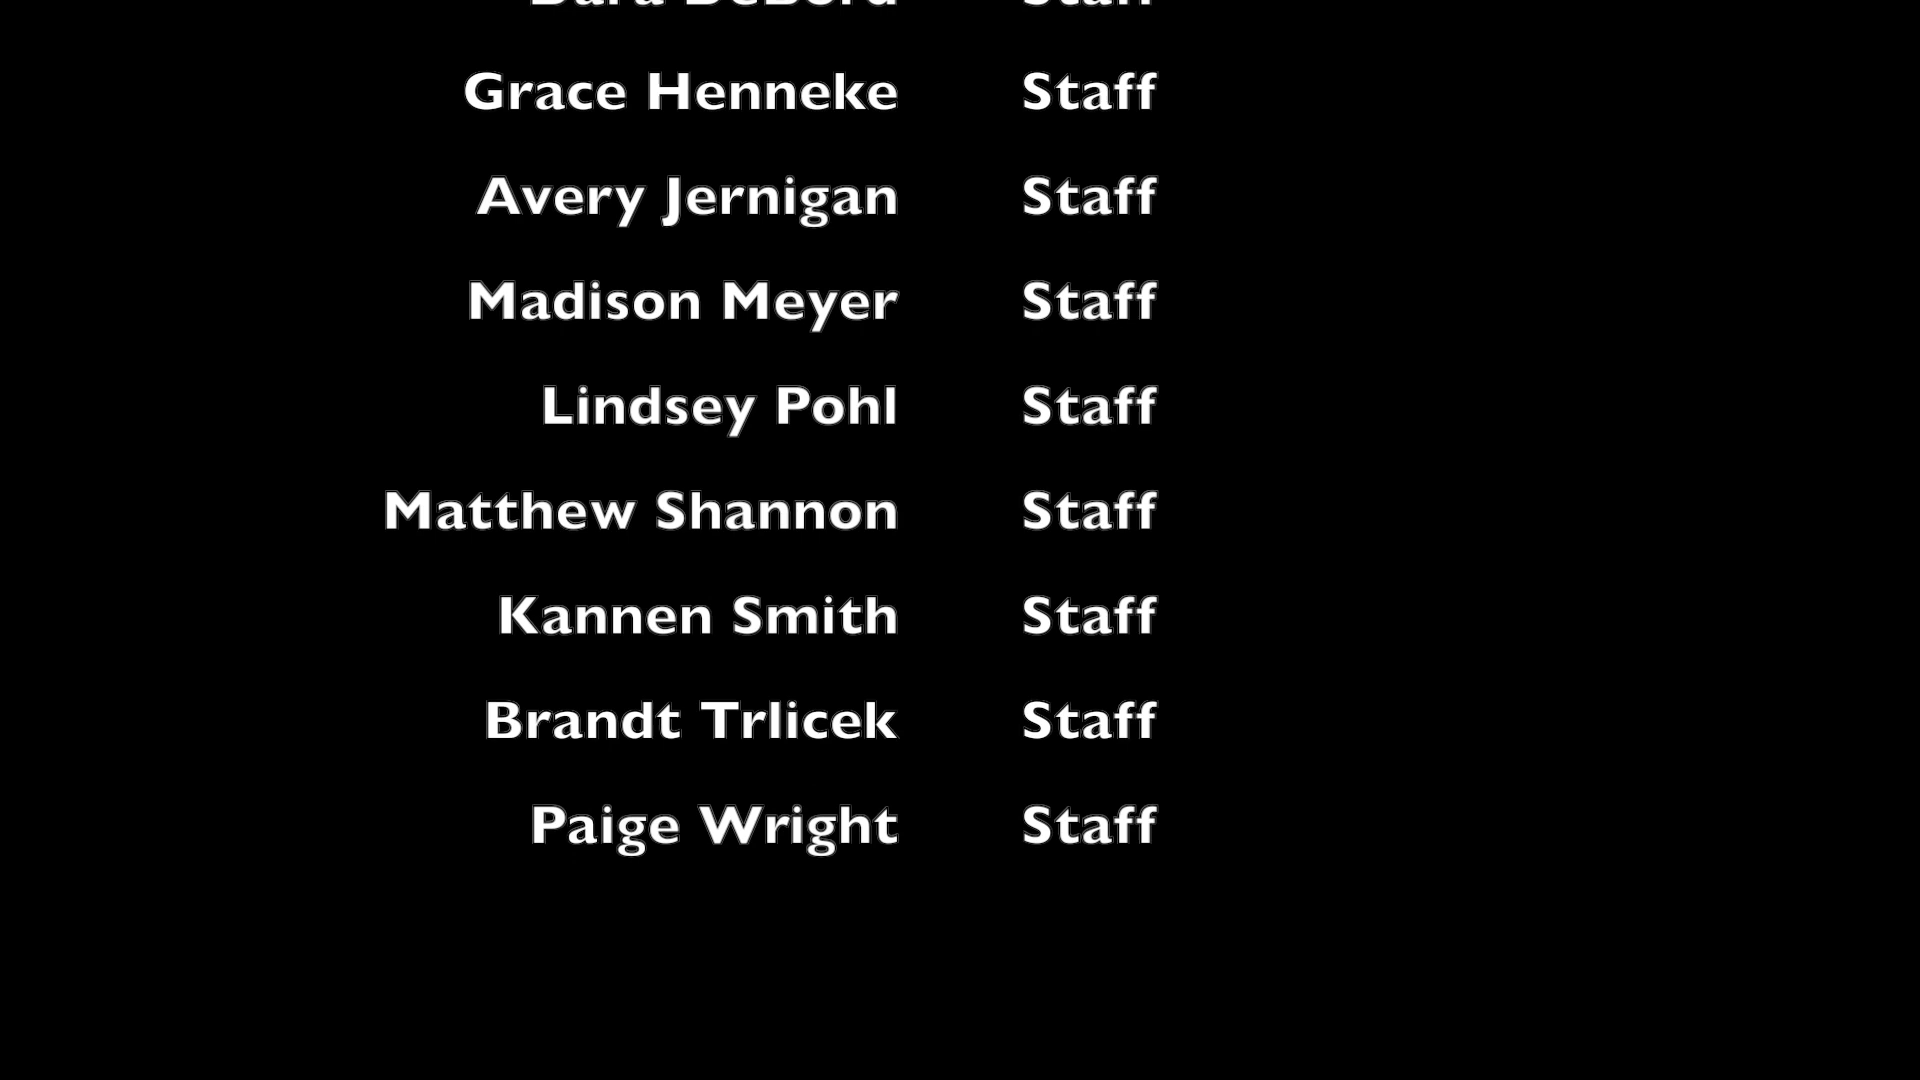 Grace Henneke Staff
Avery Jernigan Staff
Madison Meyer Staff
Lindsey Pohl Staff
Matthew Shannon Staff
Kannen Smith Staff
Brandt Trlicek Staff
Paige Wright Staff